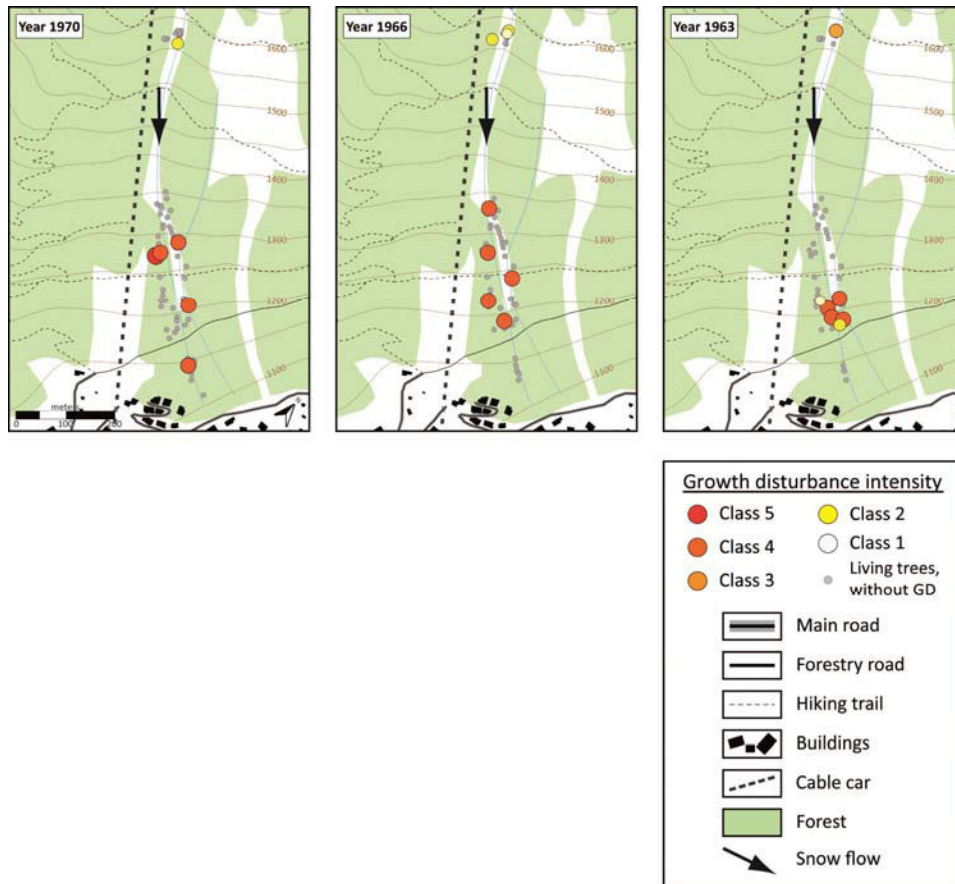 Year 1970
1600
1500
1400
1300
1200
1100
meters
0 100 200
Year 1966
1600
1500
1400
1300
1200
1100
Year 1963
1600
1500
1400
1300
1200
1100
Growth disturbance intensity
Class 5
Class 2
Class 4
Class 1
Class 3
Living trees,
without GD
Main road
Forestry road
Hiking trail
Buildings
Cable car
Forest
Snow flow